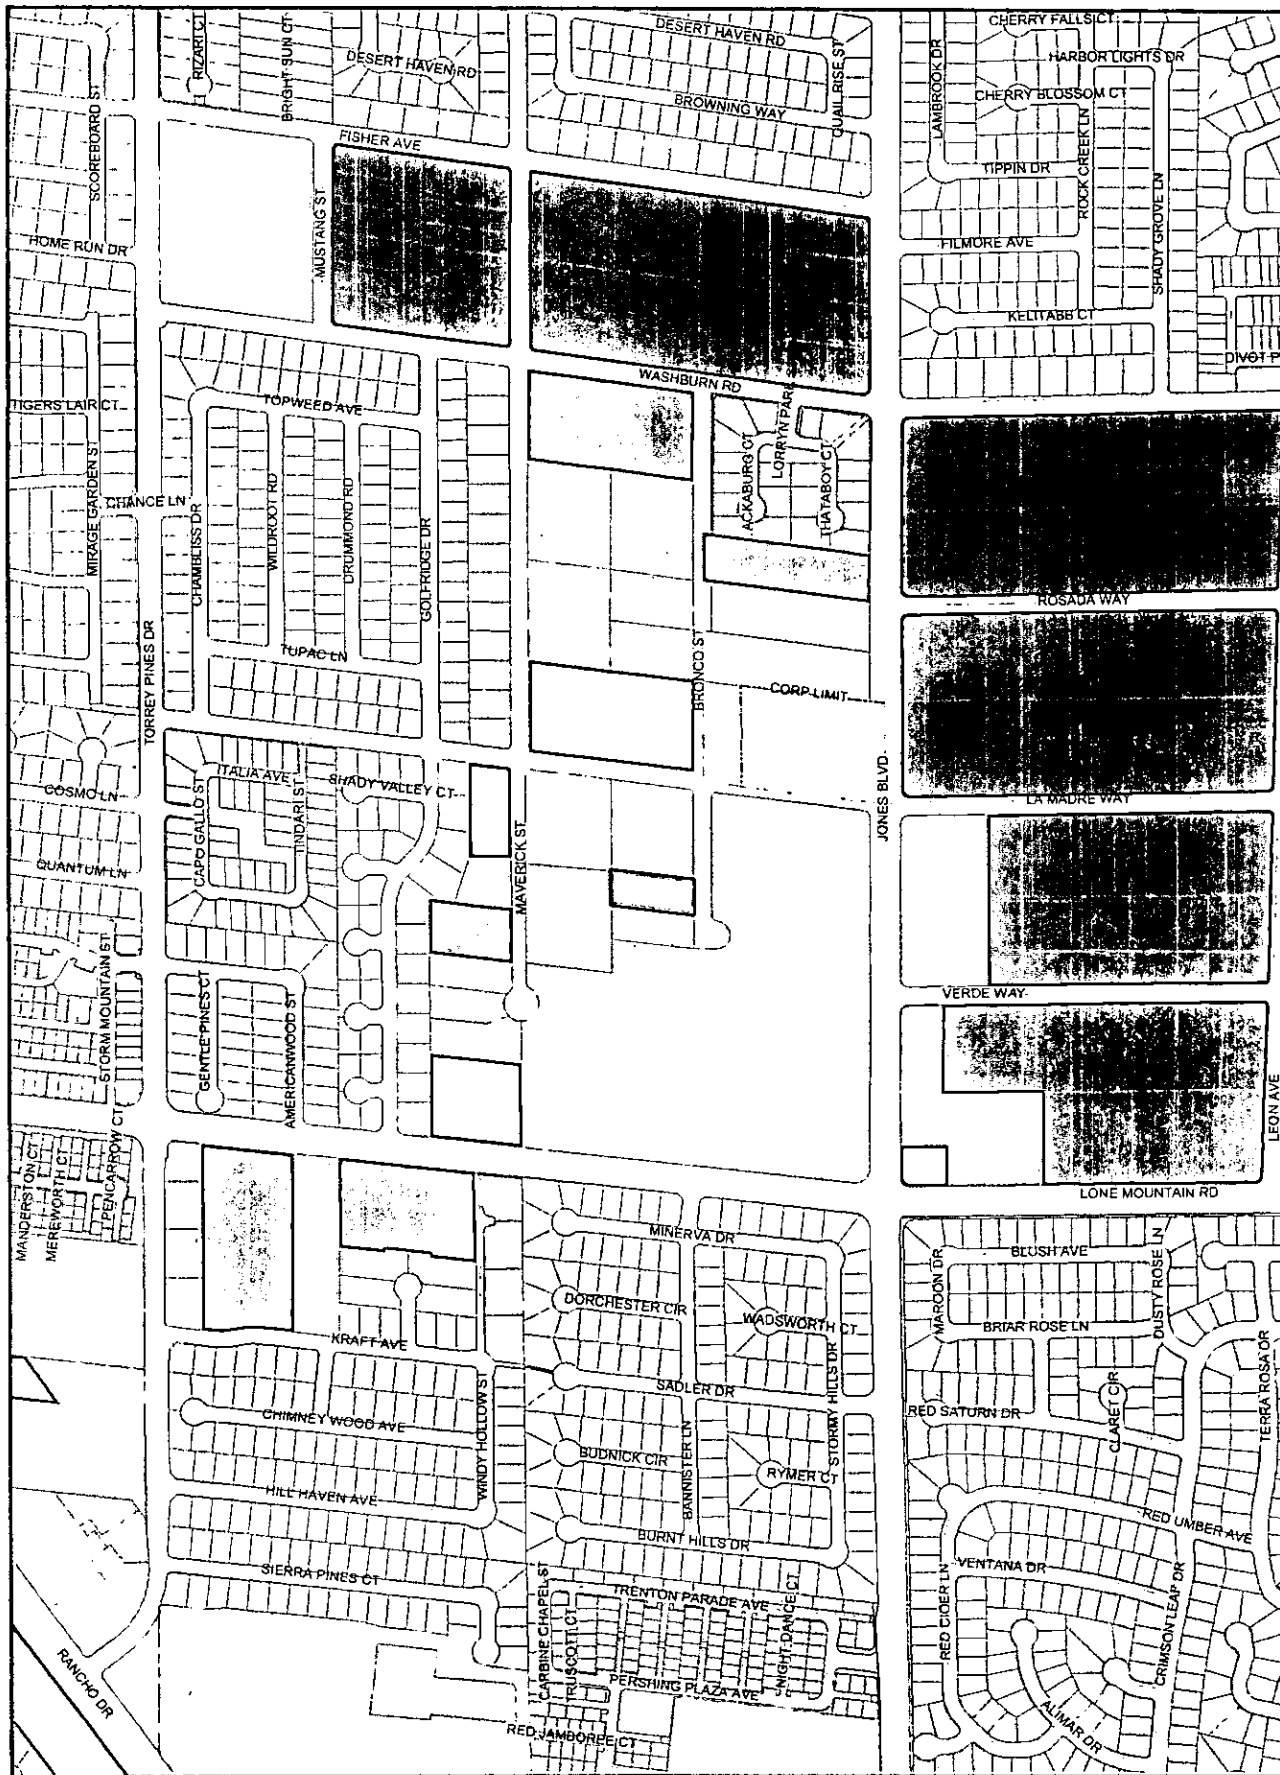 CHERRY FALLS CT
DESERT HAVEN RD
RIZARI CT
BRIGHT SUN CT
DESERT HAVEN RD
QUAIL RISE ST
LAMBROOK DR
HARBOR LIGHTS DR
CHERRY BLOSSOM CT
BROWNING WAY
SCOREBOARD ST
FISHER AVE
ROCK CREEK LN
TIPPIN DR
SHADY GROVE LN
MUSTANG ST
HOME RUN DR
FILMORE AVE
KELITABB CT
DIVOT P
WASHBURN RD
TOPWEED AVE
TIGERS LAIR CT
LORRYN PARK
ACKABURG CT
THATABOY CT
MIRAGE GARDEN ST
CHANCE LN
CHAMBLISS DR
WILDROOT RD
DRUMMOND RD
GOLFRIDGE DR
ROSADA WAY
TORREY PINES DR
TUPAC LN
BRONCO ST
CORP LIMIT
JONES BLVD
ITALIA AVE
SHADY VALLEY CT
COSMO LN
CAPO GALLO ST
TINDARI ST
LA MADRE WAY
MAVERICK ST
QUANTUM LN
STORM MOUNTAIN ST
VERDE WAY
GENTLE PINES CT
AMERICANWOOD ST
LEON AVE
MANDERSTON CT
MEREWORTH CT
PENCARROW CT
LONE MOUNTAIN RD
MINERVA DR
BLUSH AVE
MAROON DR
DUSTY ROSE LN
DORCHESTER CIR
WADSWORTH CT
BRIAR ROSE LN
KRAFT AVE
STORMY HILLS DR
TERRA ROSA DR
SADLER DR
RED SATURN DR
CLARET CIR
CHIMNEY WOOD AVE
WINDY HOLLOW ST
BUDNICK CIR
BANNISTER LN
RYMER CT
HILL HAVEN AVE
RED UMBER AVE
BURNT HILLS DR
SIERRA PINES CT
VENTANA DR
CARBINE CHAPEL ST
TRUSCOTT CT
TRENTON PARADE AVE
NIGHT DANCE CT
RED CIDER LN
CRIMSON LEAF DR
RANCHO DR
PERSHING PLAZA AVE
ALIMAR DR
RED JAMBOREE CT